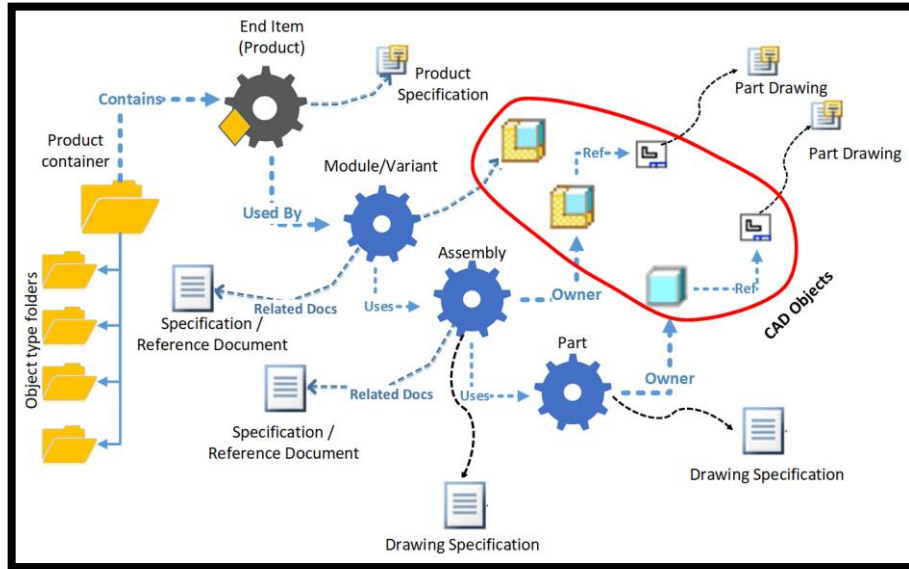 End Item
(Product)
Contains
Product
Specification
Part Drawing
Part Drawing
Product
container
Module/Variant
Ref
Used By
Assembly
Object type folders
Related Docs
Uses
Owner
Ref
CAD Objects
Specification /
Reference Document
Part
Related Docs
Uses
Owner
Specification /
Reference Document
Drawing Specification
Drawing Specification